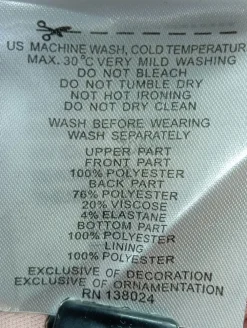 US MACHINE WASH, COLD TEMPERATUR
MAX. 30°C VERY MILD WASHING
DO NOT BLEACH
DO NOT TUMBLE DRY
NOT HOT IRONING
DO NOT DRY CLEAN
WASH BEFORE WEARING
WASH SEPARATELY
UPPER PART
FRONT PART
100% POLYESTER
BACK PART
76% POLYESTER
20% VISCOSE
4% ELASTANE
BOTTOM PART
100% POLYESTER
LINING
100% POLYESTER
EXCLUSIVE OF DECORATION
EXCLUSIVE OF ORNAMENTATION
RN 138024